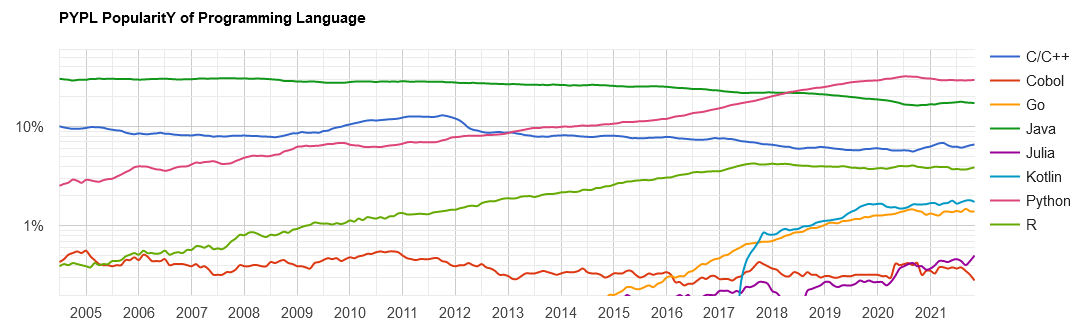 PYPL PopularitY of Programming Language
10%
1%
2005 2006 2007 2008 2009 2010 2011 2012 2013 2014 2015 2016 2017 2018 2019 2020 2021
C/C++
Cobol
Go
Java
Julia
Kotlin
Python
R